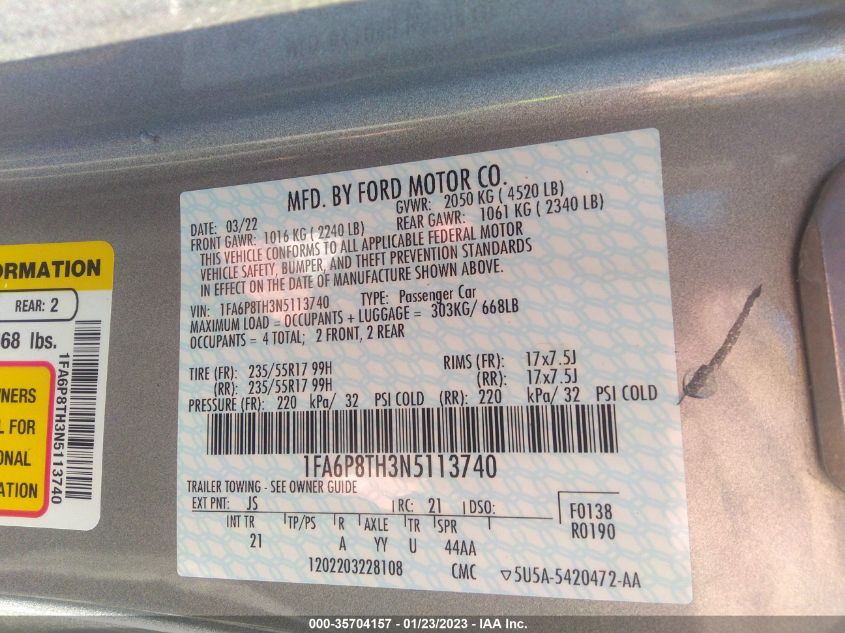 MFD. BY FORD MOTOR CO.
DATE: 03/22
GVWR: 2050 KG ( 4520 LB)
FRONT GAWR: 1016 KG ( 2240 LB)
REAR GAWR: 1061 KG ( 2340 LB)
THIS VEHICLE CONFORMS TO ALL APPLICABLE FEDERAL MOTOR
VEHICLE SAFETY, BUMPER, AND THEFT PREVENTION STANDARDS
IN EFFECT ON THE DATE OF MANUFACTURE SHOWN ABOVE.
VIN: 1FA6P8TH3N5113740 TYPE: Passenger Car
MAXIMUM LOAD = OCCUPANTS + LUGGAGE = 303KG/ 668LB
OCCUPANTS = 4 TOTAL; 2 FRONT, 2 REAR
TIRE (FR): 235/55R17 99H RIMS (FR): 17x7.5J
(RR): 235/55R17 99H (RR): 17x7.5J
PRESSURE (FR): 220 kPa/ 32 PSI COLD (RR): 220 kPa/ 32 PSI COLD
1FA6P8TH3N5113740
TRAILER TOWING - SEE OWNER GUIDE
EXT PNT: JS RC: 21 DSO: F0138
INT TR TP/PS R AXLE TR SPR R0190
21 A YY U 44AA
1202203228108 CMC ▽5U5A-5420472-AA
ORMATION
REAR: 2
68 lbs.
WNERS
L FOR
ONAL
ON
1FA6P8TH3N5113740
000-35704157 - 01/23/2023 - IAA Inc.